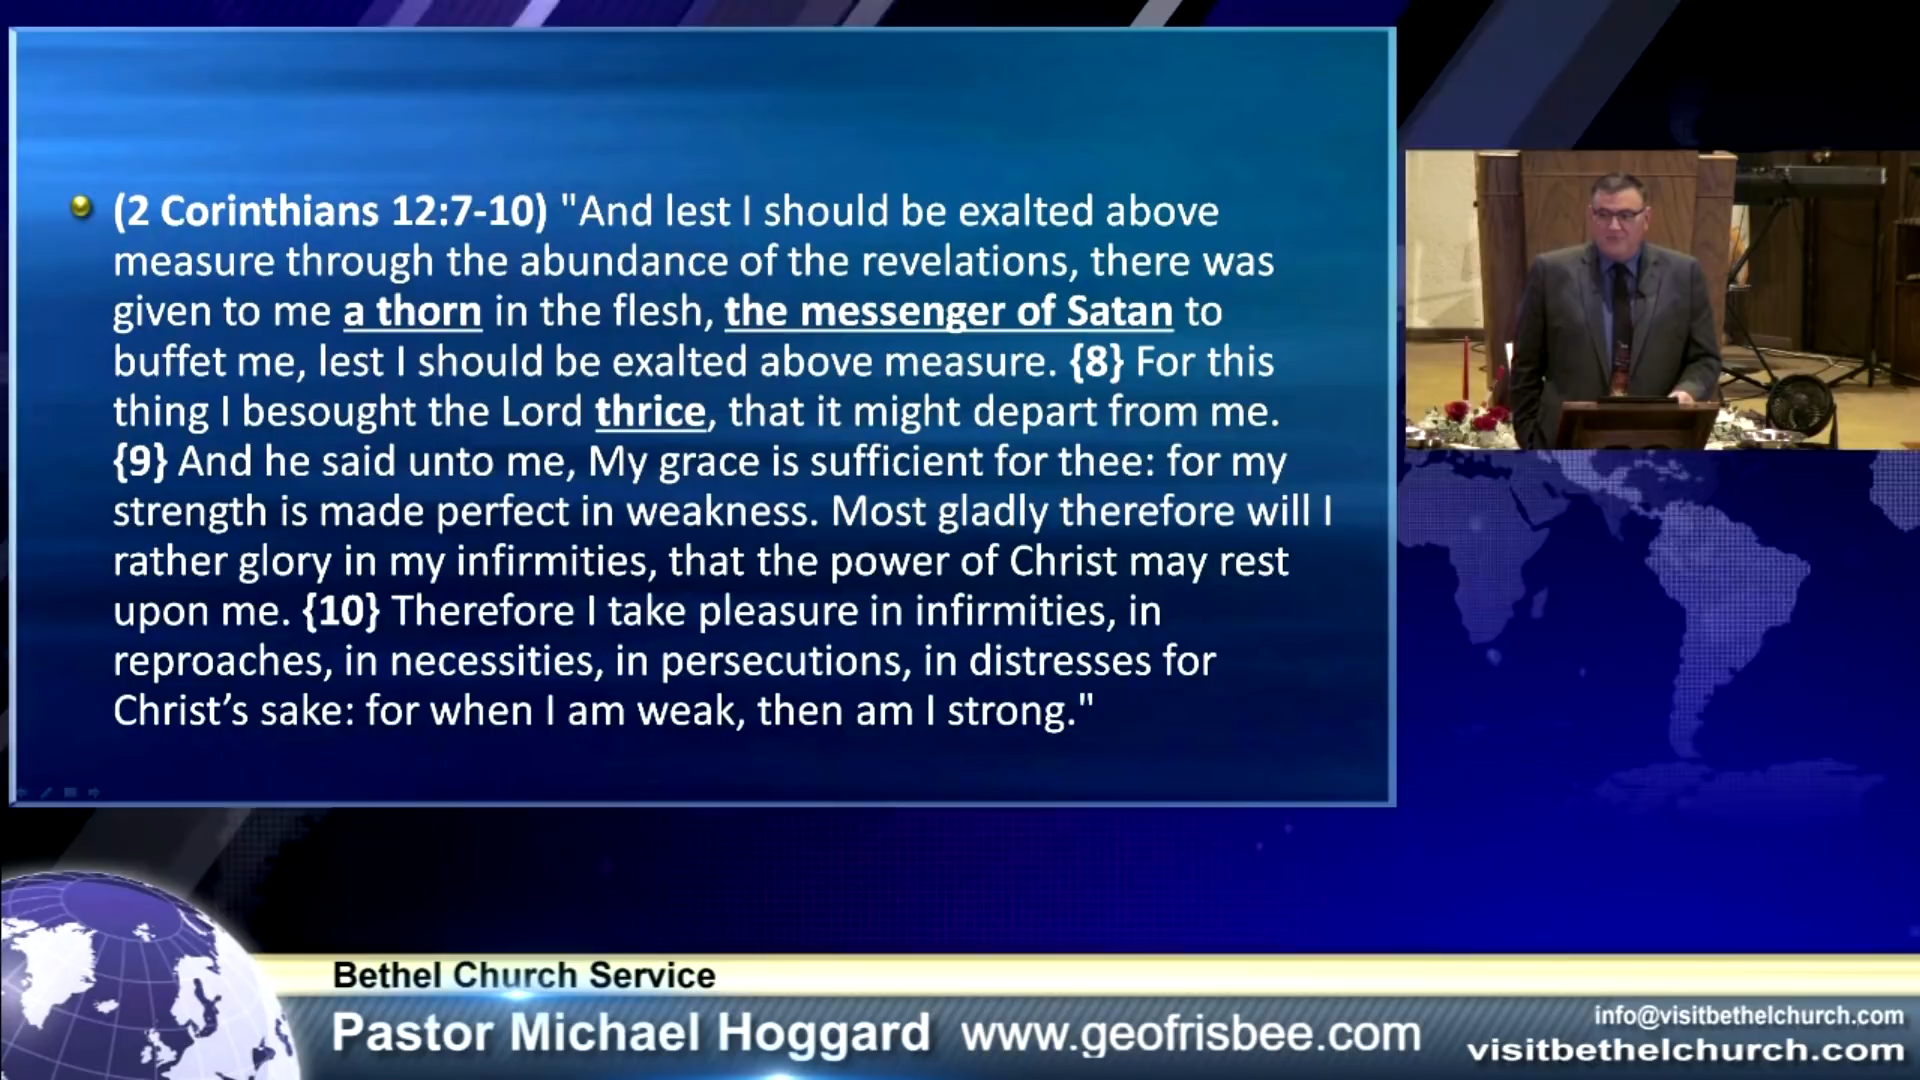 (2 Corinthians 12:7-10) "And lest I should be exalted above
measure through the abundance of the revelations, there was
given to me a thorn in the flesh, the messenger of Satan to
buffet me, lest I should be exalted above measure. {8} For this
thing I besought the Lord thrice, that it might depart from me.
{9} And he said unto me, My grace is sufficient for thee: for my
strength is made perfect in weakness. Most gladly therefore will I
rather glory in my infirmities, that the power of Christ may rest
upon me. {10} Therefore I take pleasure in infirmities, in
reproaches, in necessities, in persecutions, in distresses for
Christ’s sake: for when I am weak, then am I strong."
Bethel Church Service
Pastor Michael Hoggard www.geofrisbee.com
info@visitbethelchurch.com
visitbethelchurch.com